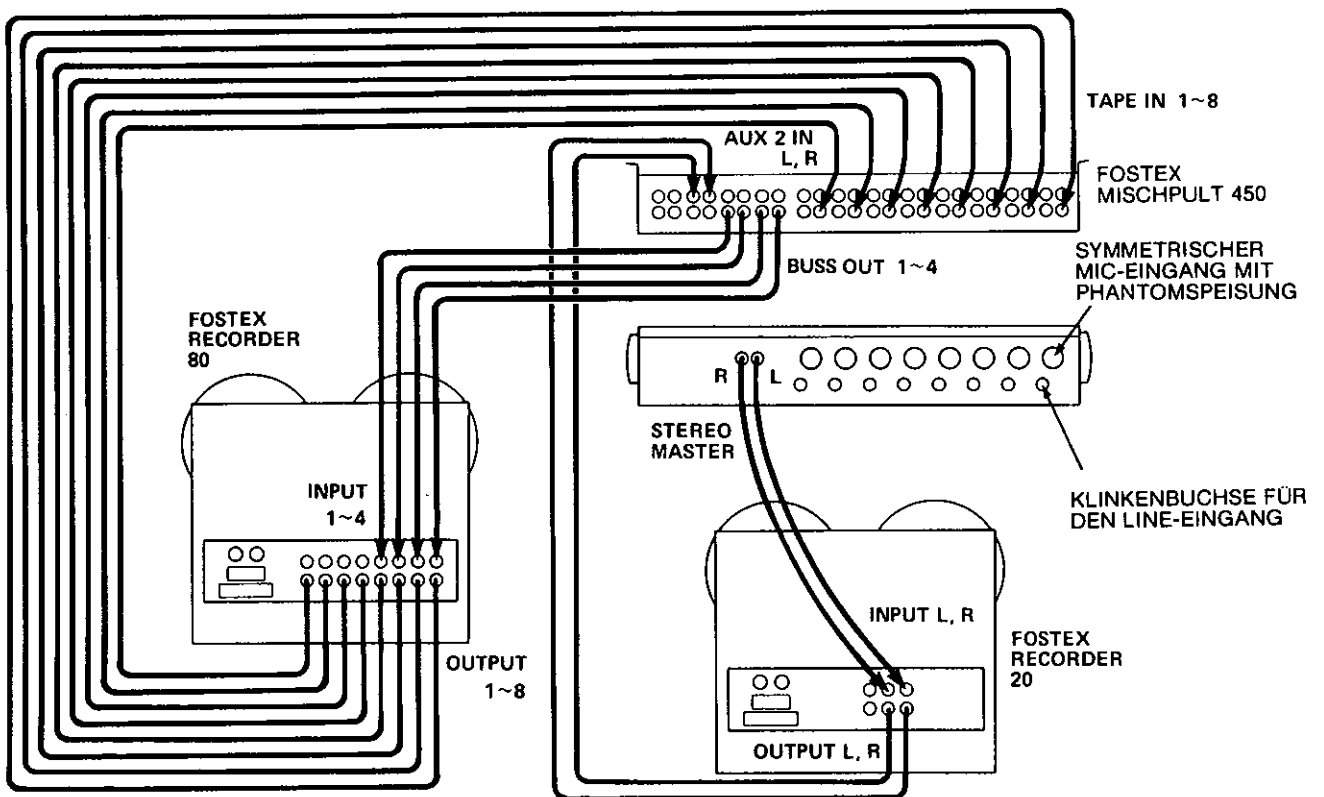 TAPE IN 1~8
AUX 2 IN
L, R
FOSTEX
MISCHPULT 450
BUSS OUT 1~4
SYMMETRISCHER
MIC-EINGANG MIT
PHANTOMSPEISUNG
FOSTEX
RECORDER
80
R
L
STEREO
MASTER
INPUT
1~4
KLINKENBUCHSE FÜR
DEN LINE-EINGANG
INPUT L, R
FOSTEX
RECORDER
20
OUTPUT
1~8
OUTPUT L, R